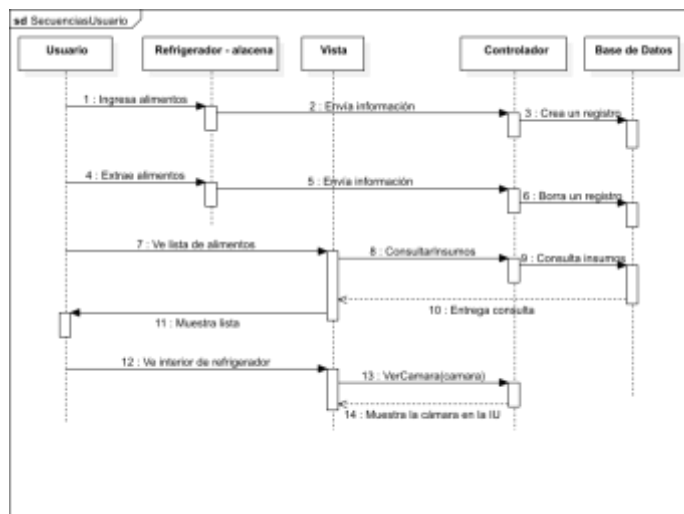 sd SecuenciasUsuario
Usuario
Refrigerador - alacena
Vista
Controlador
Base de Datos
1 : Ingresa alimentos
2 : Envía información
3 : Crea un registro
4 : Extrae alimentos
5 : Envía información
6 : Borra un registro
7 : Ve lista de alimentos
8 : ConsultarInsumos
9 : Consulta insumos
10 : Entrega consulta
11 : Muestra lista
12 : Ve interior de refrigerador
13 : VerCamara(camara)
14 : Muestra la cámara en la IU